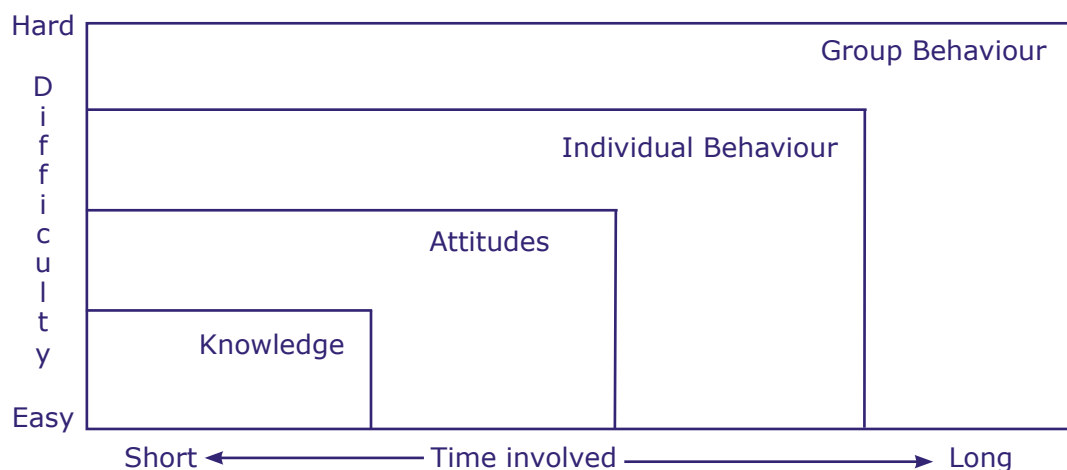 Hard
Group Behaviour
Difficulty
Individual Behaviour
Attitudes
Knowledge
Easy
Short
Time involved
Long